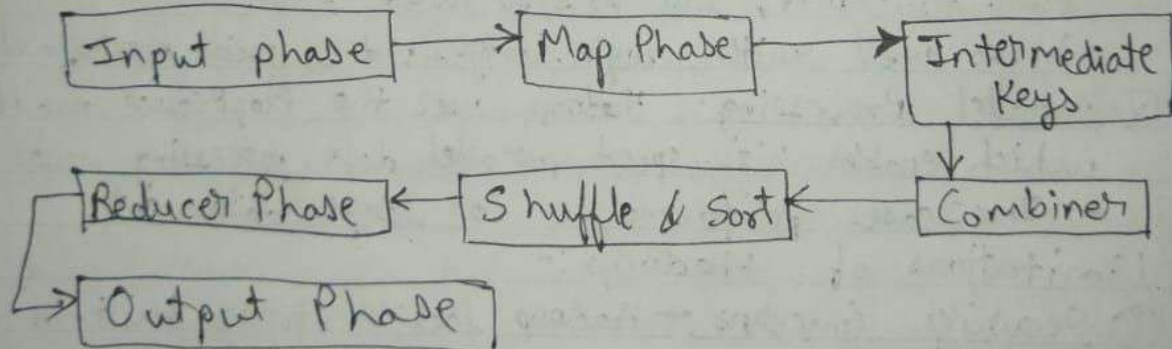 Input phase
Map Phase
Intermediate
Keys
Combiner
Shuffle & Sort
Reducer Phase
Output Phase